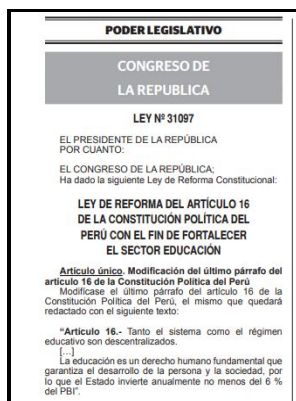 PODER LEGISLATIVO
CONGRESO DE
LA REPUBLICA
LEY Nº 31097
EL PRESIDENTE DE LA REPÚBLICA
POR CUANTO:
EL CONGRESO DE LA REPÚBLICA;
Ha dado la siguiente Ley de Reforma Constitucional:
LEY DE REFORMA DEL ARTÍCULO 16
DE LA CONSTITUCIÓN POLÍTICA DEL
PERÚ CON EL FIN DE FORTALECER
EL SECTOR EDUCACIÓN
Artículo único. Modificación del último párrafo del
artículo 16 de la Constitución Política del Perú
Modifícase el último párrafo del artículo 16 de la
Constitución Política del Perú, el mismo que quedará
redactado con el siguiente texto:
“Artículo 16.- Tanto el sistema como el régimen
educativo son descentralizados.
[...]
La educación es un derecho humano fundamental que
garantiza el desarrollo de la persona y la sociedad, por
lo que el Estado invierte anualmente no menos del 6 %
del PBI”.